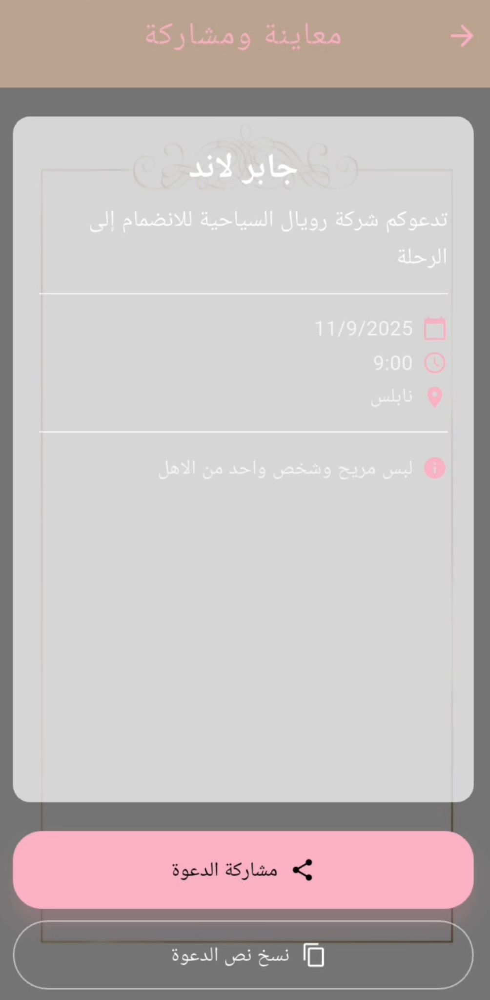 معاينة ومشاركة
جابر لاند
تدعوكم شركة رويال السياحية للانضمام إلى
الرحلة
11/9/2025
9:00
نابلس
لبس مريح وشخص واحد من الاهل
مشاركة الدعوة
نسخ نص الدعوة